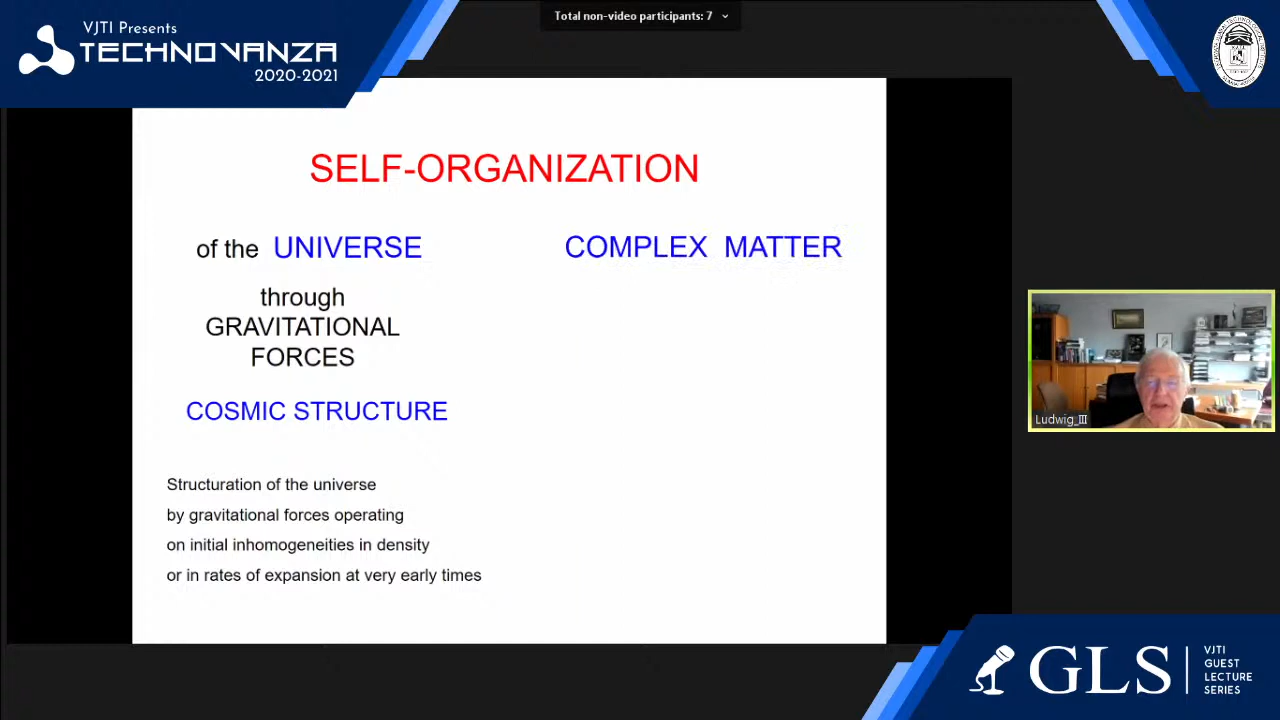 VJTI Presents
TECHNOVANZA
2020-2021
Total non-video participants: 7
SELF-ORGANIZATION
of the UNIVERSE
COMPLEX MATTER
through
GRAVITATIONAL
FORCES
COSMIC STRUCTURE
Structuration of the universe
by gravitational forces operating
on initial inhomogeneities in density
or in rates of expansion at very early times
Ludwig_III
GLS
VJTI
GUEST
LECTURE
SERIES